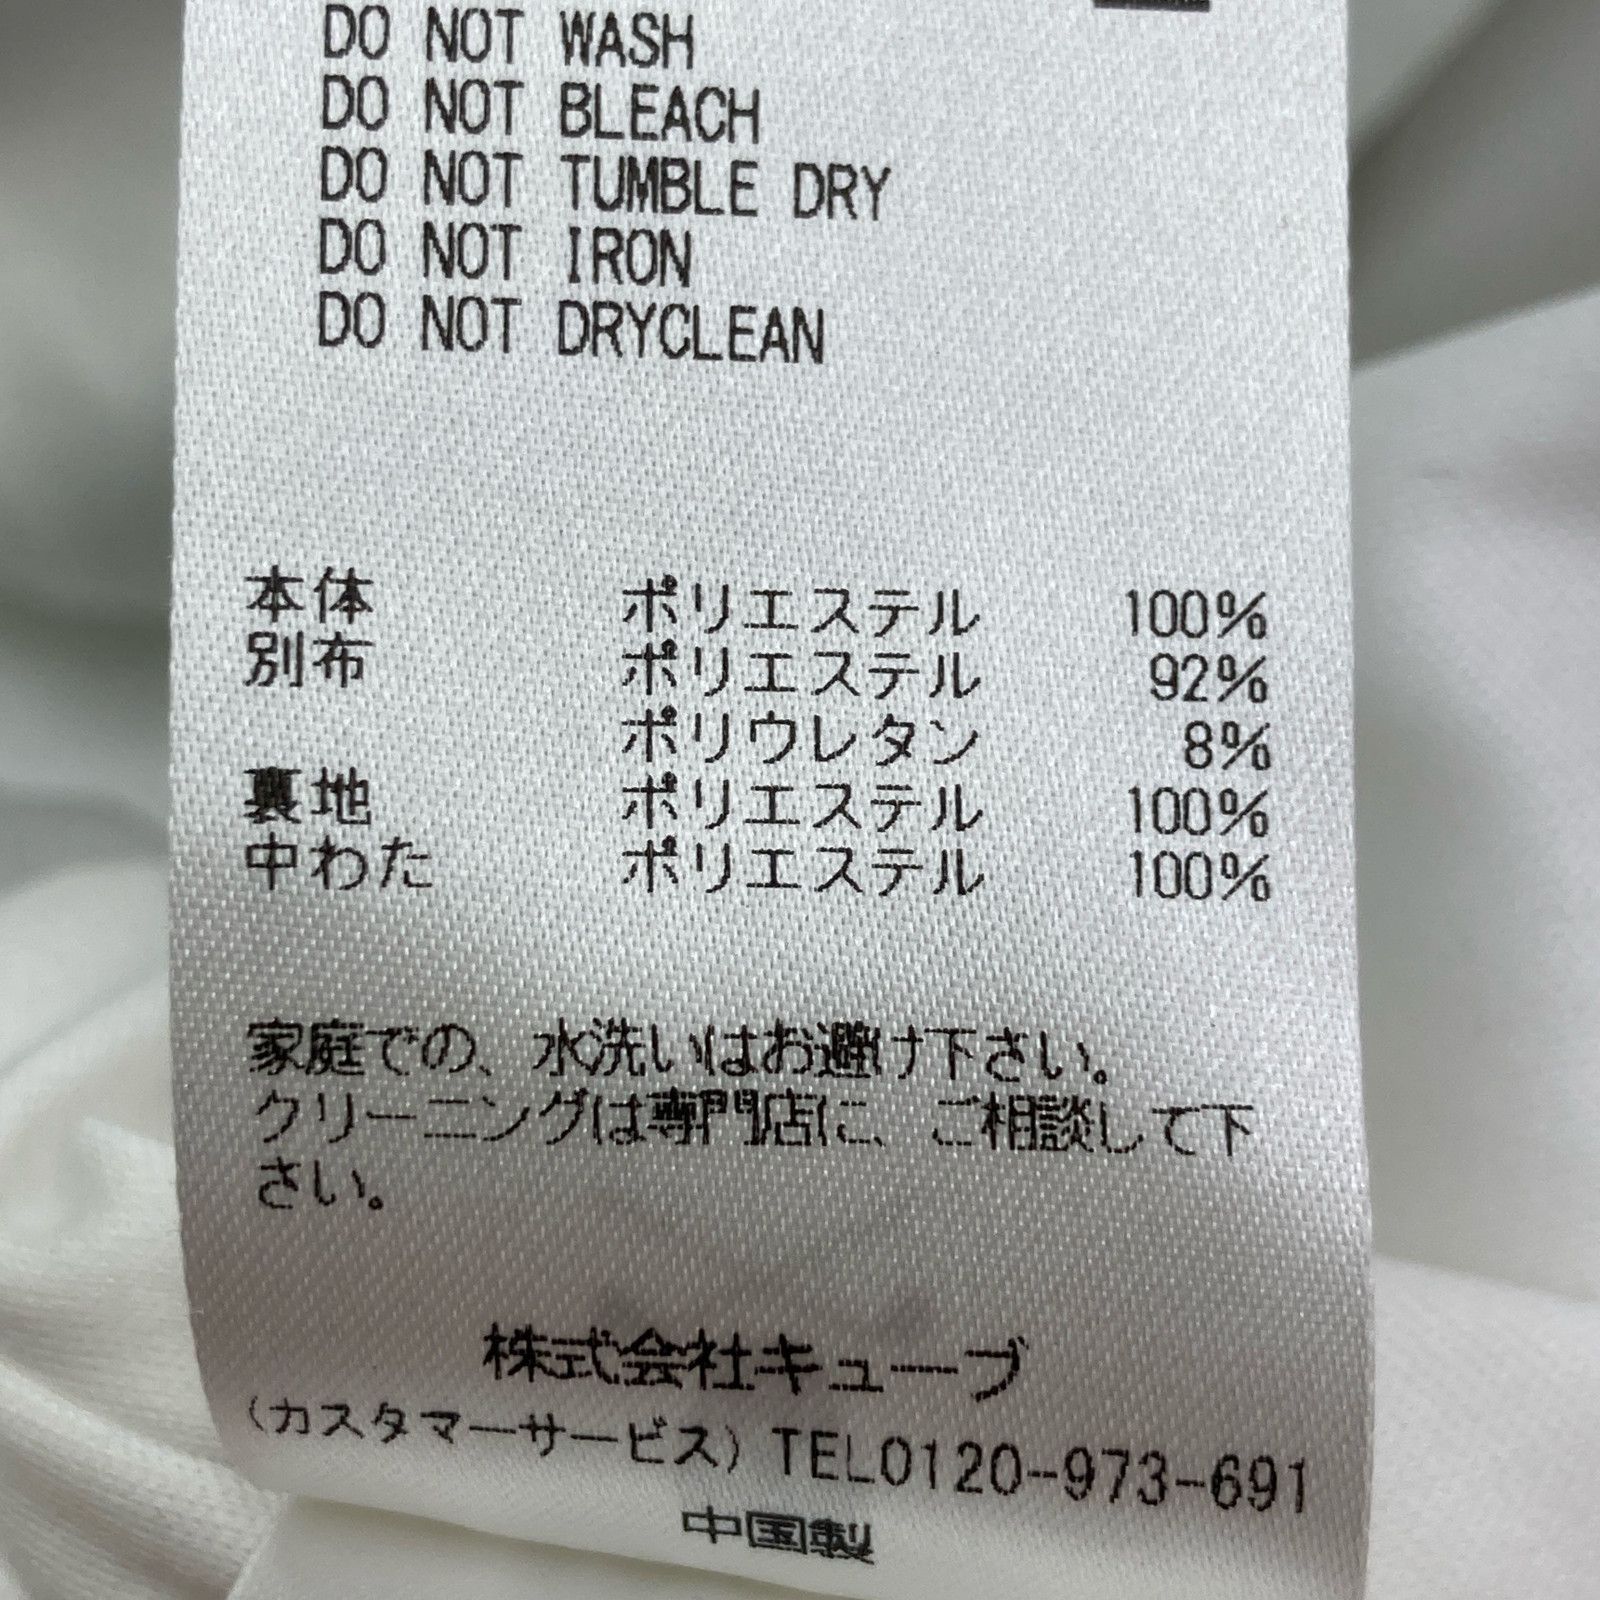 DO NOT WASH
DO NOT BLEACH
DO NOT TUMBLE DRY
DO NOT IRON
DO NOT DRYCLEAN
本体 ポリエステル 100%
別布 ポリエステル 92%
ポリウレタン 8%
裏地 ポリエステル 100%
中わた ポリエステル 100%
家庭での、水洗いはお避け下さい。
クリーニングは専門店に、ご相談して下
さい。
株式会社キューブ
(カスタマーサービス) TEL0120-973-691
中国製